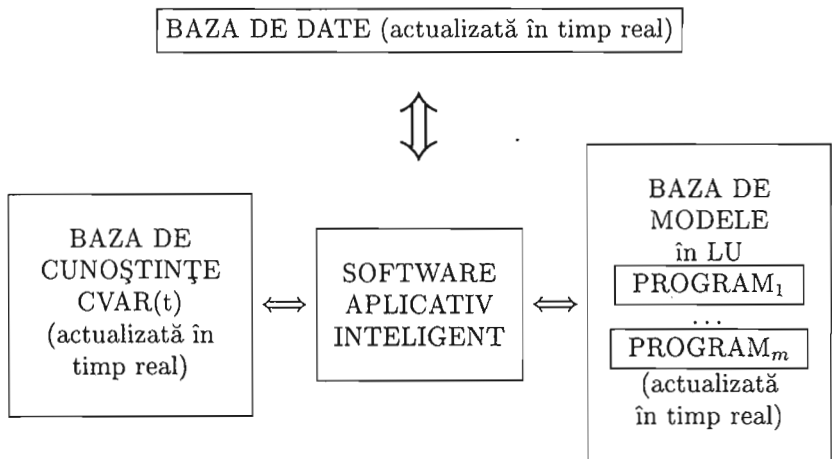 BAZA DE DATE (actualizată în timp real)
⇕
BAZA DE
CUNOŞTINŢE
CVAR(t)
(actualizată în
timp real)
⇔
SOFTWARE
APLICATIV
INTELIGENT
⇔
BAZA DE
MODELE
în LU
PROGRAM₁
...
PROGRAMₘ
(actualizată
în timp real)